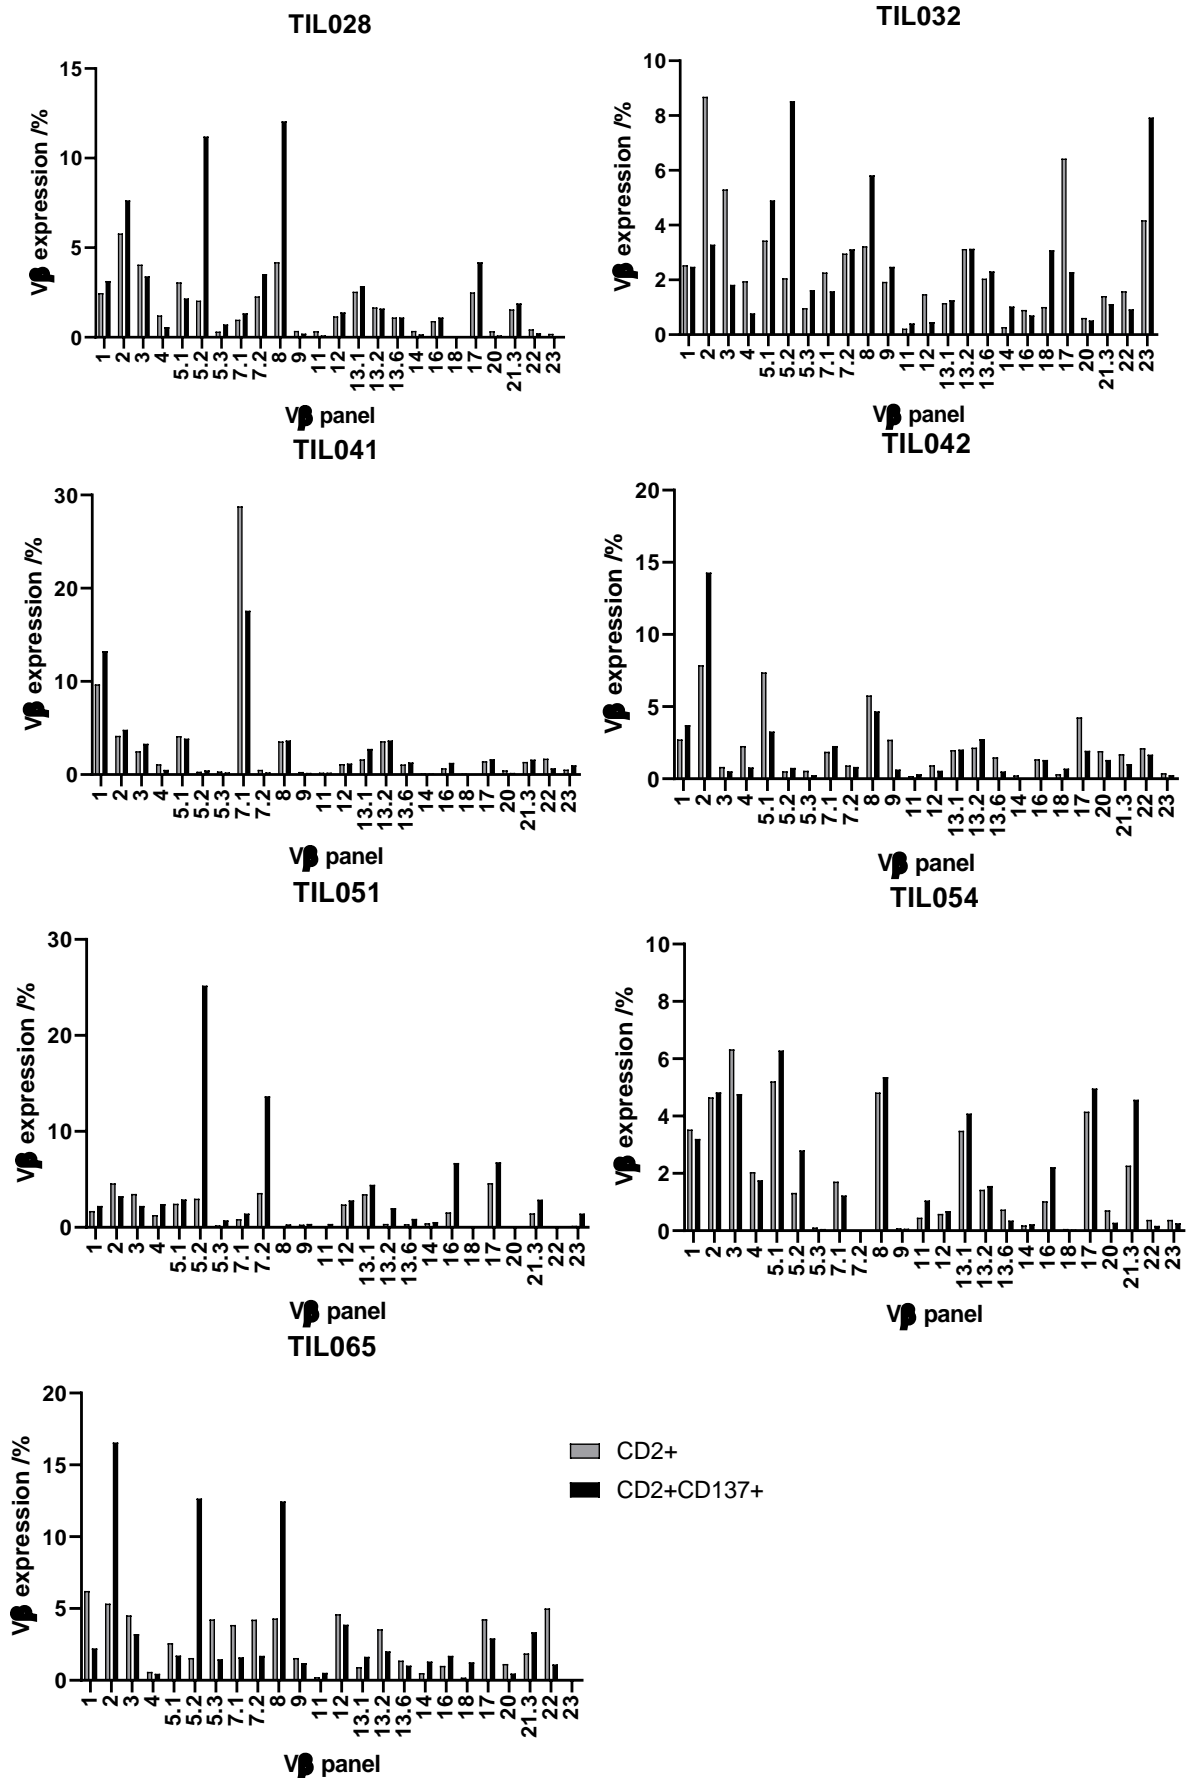 TIL028
15
10
5
0
Vβ expression /%
1 2 3 4 5.1 5.2 5.3 7.1 7.2 8 9 11 12 13.1 13.2 13.6 14 16 18 17 20 21.3 22 23
Vβ panel
TIL032
10
8
6
4
2
0
Vβ expression /%
1 2 3 4 5.1 5.2 5.3 7.1 7.2 8 9 11 12 13.1 13.2 13.6 14 16 18 17 20 21.3 22 23
Vβ panel
TIL041
30
20
10
0
Vβ expression /%
1 2 3 4 5.1 5.2 5.3 7.1 7.2 8 9 11 12 13.1 13.2 13.6 14 16 18 17 20 21.3 22 23
Vβ panel
TIL042
20
15
10
5
0
Vβ expression /%
1 2 3 4 5.1 5.2 5.3 7.1 7.2 8 9 11 12 13.1 13.2 13.6 14 16 18 17 20 21.3 22 23
Vβ panel
TIL051
30
20
10
0
Vβ expression /%
1 2 3 4 5.1 5.2 5.3 7.1 7.2 8 9 11 12 13.1 13.2 13.6 14 16 18 17 20 21.3 22 23
Vβ panel
TIL054
10
8
6
4
2
0
Vβ expression /%
1 2 3 4 5.1 5.2 5.3 7.1 7.2 8 9 11 12 13.1 13.2 13.6 14 16 18 17 20 21.3 22 23
Vβ panel
TIL065
20
15
10
5
0
Vβ expression /%
1 2 3 4 5.1 5.2 5.3 7.1 7.2 8 9 11 12 13.1 13.2 13.6 14 16 18 17 20 21.3 22 23
Vβ panel
CD2+
CD2+CD137+